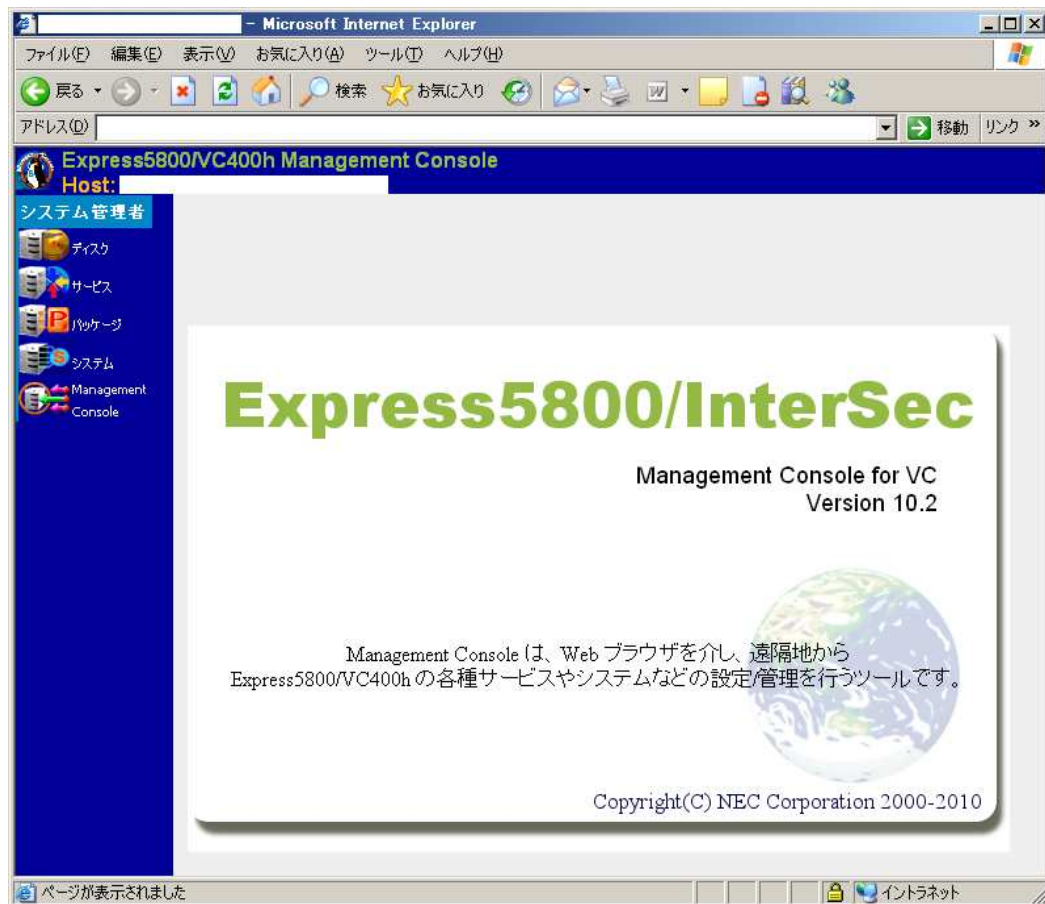 - Microsoft Internet Explorer
ファイル(F) 編集(E) 表示(V) お気に入り(A) ツール(T) ヘルプ(H)
戻る 検索 お気に入り
アドレス(D) 移動 リンク »
Express5800/VC400h Management Console
Host:
システム管理者
ディスク
サービス
パッケージ
システム
Management
Console
Express5800/InterSec
Management Console for VC
Version 10.2
Management Console は、Web ブラウザを介し、遠隔地から
Express5800/VC400h の各種サービスやシステムなどの設定/管理を行うツールです。
Copyright(C) NEC Corporation 2000-2010
ページが表示されました イントラネット